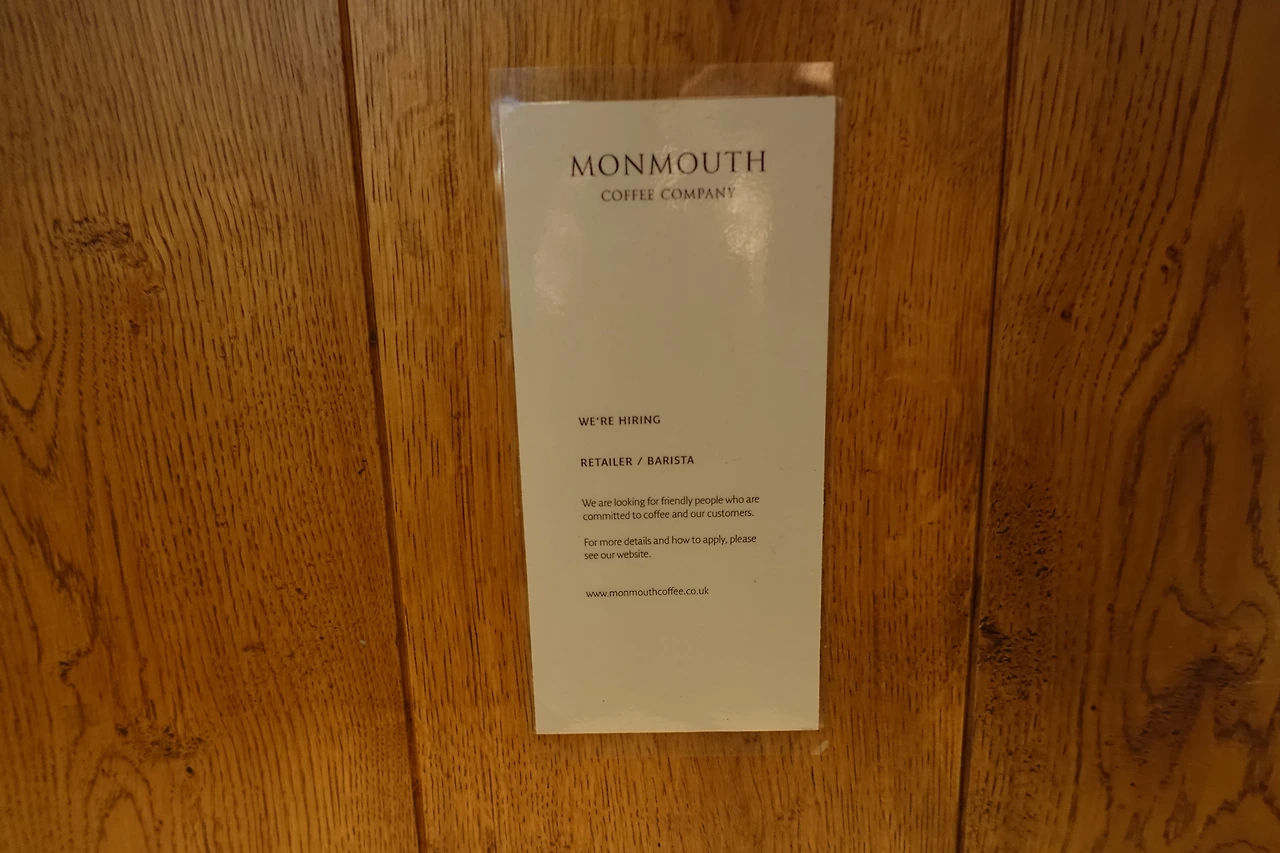 MONMOUTH
COFFEE COMPANY
WE'RE HIRING
RETAILER / BARISTA
We are looking for friendly people who are
committed to coffee and our customers.
For more details and how to apply, please
see our website.
www.monmouthcoffee.co.uk